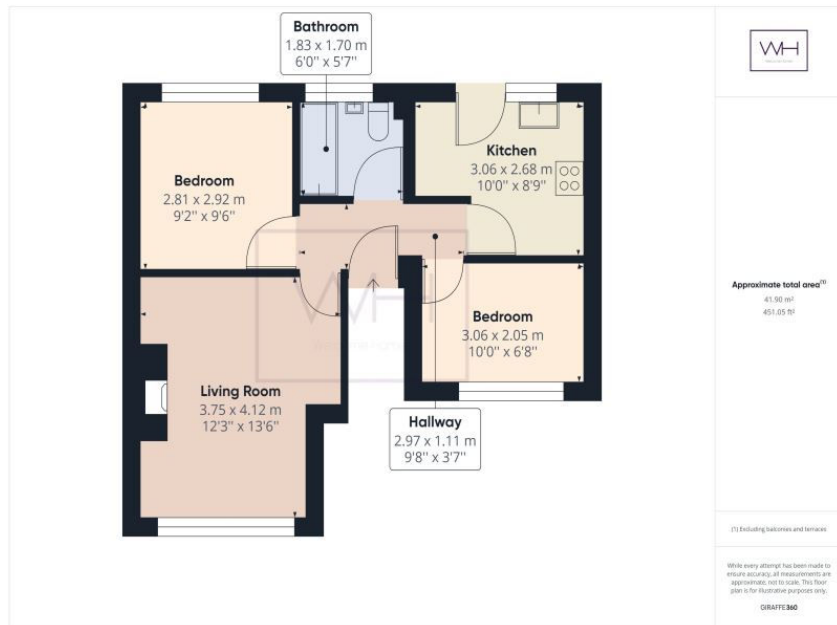 Bathroom
1.83 x 1.70 m
6'0" x 5'7"
Bedroom
2.81 x 2.92 m
9'2" x 9'6"
Kitchen
3.06 x 2.68 m
10'0" x 8'9"
Bedroom
3.06 x 2.05 m
10'0" x 6'8"
Living Room
3.75 x 4.12 m
12'3" x 13'6"
Hallway
2.97 x 1.11 m
9'8" x 3'7"
WH
WH
Approximate total area⁽¹⁾
41.90 m²
451.05 ft²
(1) Excluding balconies and terraces
While every attempt has been made to
ensure accuracy, all measurements are
approximate, not to scale. This floor
plan is for illustrative purposes only.
GIRAFFE360